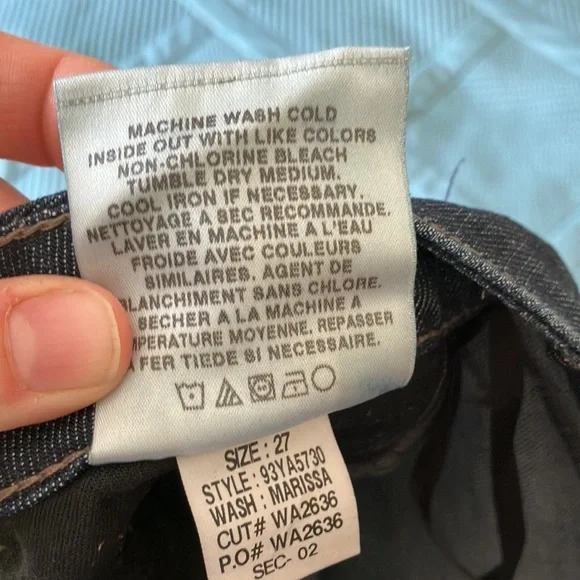 MACHINE WASH COLD
INSIDE OUT WITH LIKE COLORS
NON-CHLORINE BLEACH
TUMBLE DRY MEDIUM.
COOL IRON IF NECESSARY.
NETTOYAGE A SEC RECOMMANDE.
LAVER EN MACHINE A L'EAU
FROIDE AVEC COULEURS
SIMILAIRES. AGENT DE
BLANCHIMENT SANS CHLORE.
SECHER A LA MACHINE A
MPERATURE MOYENNE. REPASSER
A FER TIEDE SI NECESSAIRE.
SIZE : 27
STYLE : 93YA5730
WASH : MARISSA
CUT# WA2636
P.O# WA2636
SEC- 02